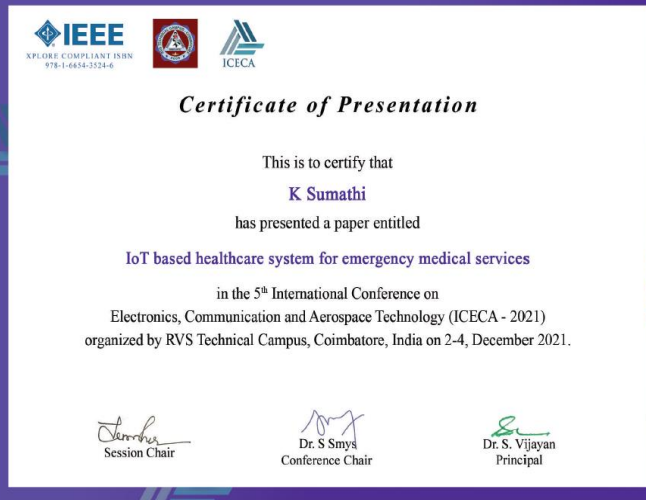 IEEE
XPLORE COMPLIANT ISBN
978-1-6654-3524-6
ICECA
Certificate of Presentation
This is to certify that
K Sumathi
has presented a paper entitled
IoT based healthcare system for emergency medical services
in the 5th International Conference on
Electronics, Communication and Aerospace Technology (ICECA - 2021)
organized by RVS Technical Campus, Coimbatore, India on 2-4, December 2021.
Session Chair
Dr. S Smys
Conference Chair
Dr. S. Vijayan
Principal